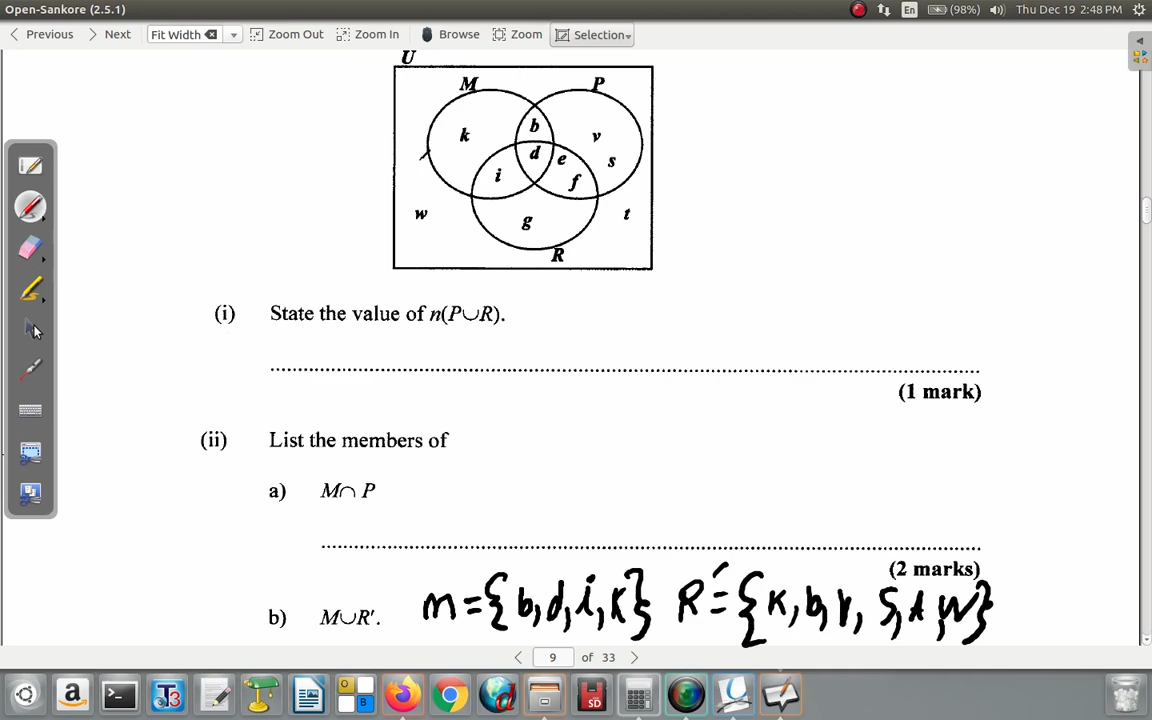 Open-Sankore (2.5.1)
En (98%) Thu Dec 19 2:48 PM
Previous Next Fit Width Zoom Out Zoom In Browse Zoom Selection
U
M P
k b v
d e s
i f
w g t
R
(i) State the value of n(P∪R).
(1 mark)
(ii) List the members of
a) M∩ P
(2 marks)
b) M∪R′. m={b,d,i,k} R′={k,b,v,s,t,w}
9 of 33